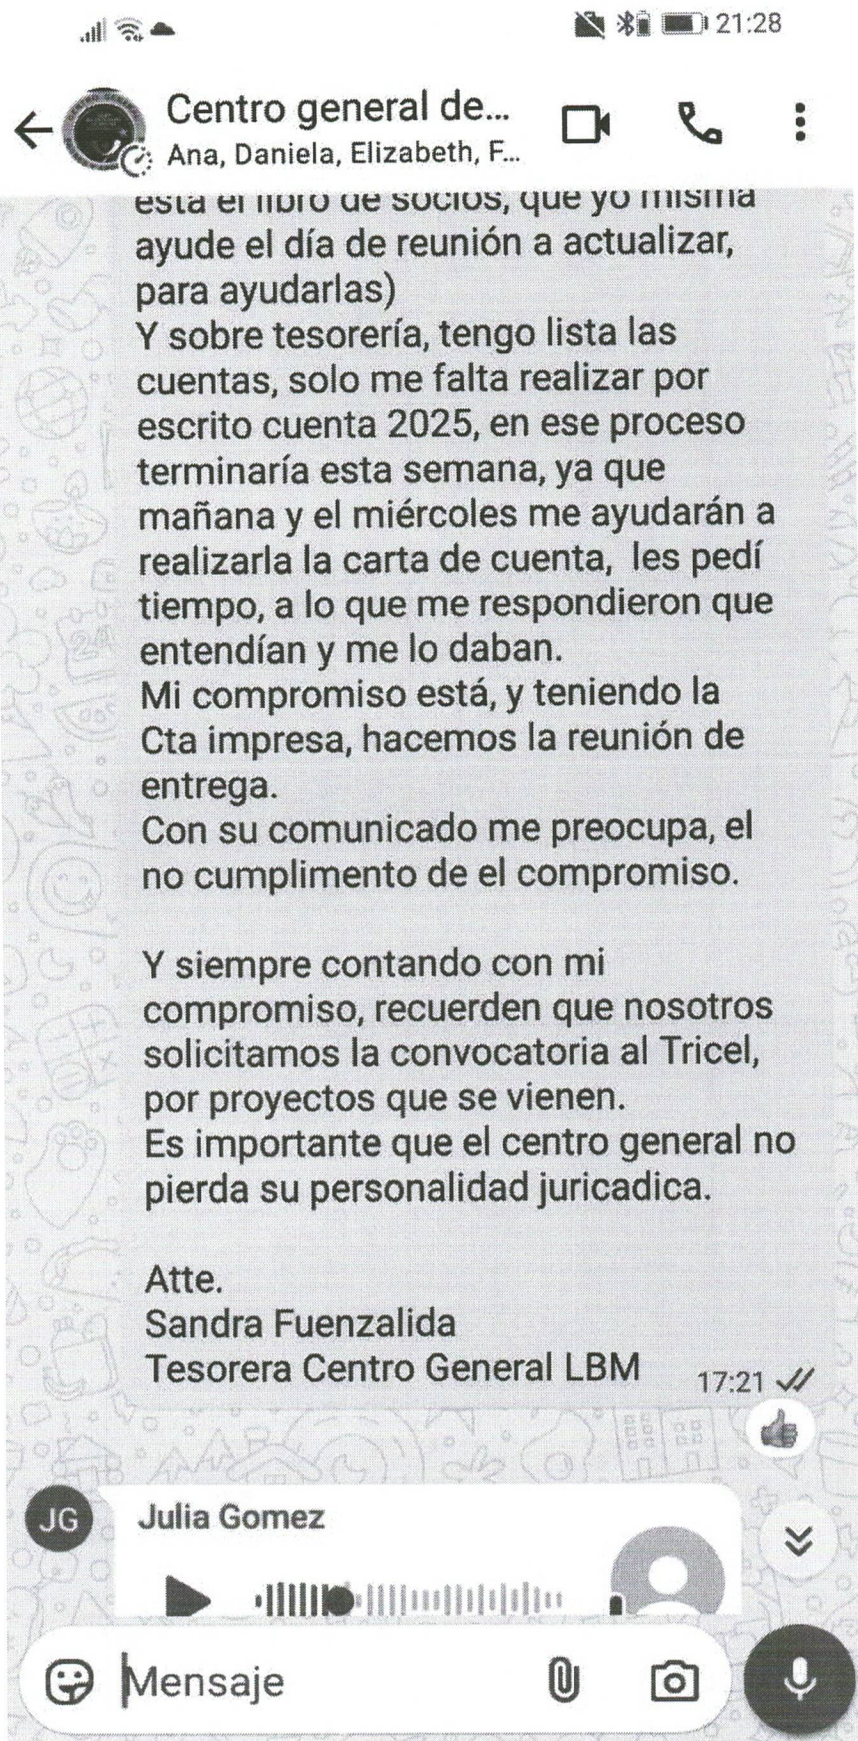 21:28
Centro general de...
Ana, Daniela, Elizabeth, F...
esta el libro de socios, que yo misma
ayude el día de reunión a actualizar,
para ayudarlas)
Y sobre tesorería, tengo lista las
cuentas, solo me falta realizar por
escrito cuenta 2025, en ese proceso
terminaría esta semana, ya que
mañana y el miércoles me ayudarán a
realizarla la carta de cuenta, les pedí
tiempo, a lo que me respondieron que
entendían y me lo daban.
Mi compromiso está, y teniendo la
Cta impresa, hacemos la reunión de
entrega.
Con su comunicado me preocupa, el
no cumplimento de el compromiso.
Y siempre contando con mi
compromiso, recuerden que nosotros
solicitamos la convocatoria al Tricel,
por proyectos que se vienen.
Es importante que el centro general no
pierda su personalidad juricadica.
Atte.
Sandra Fuenzalida
Tesorera Centro General LBM
17:21
JG
Julia Gomez
Mensaje